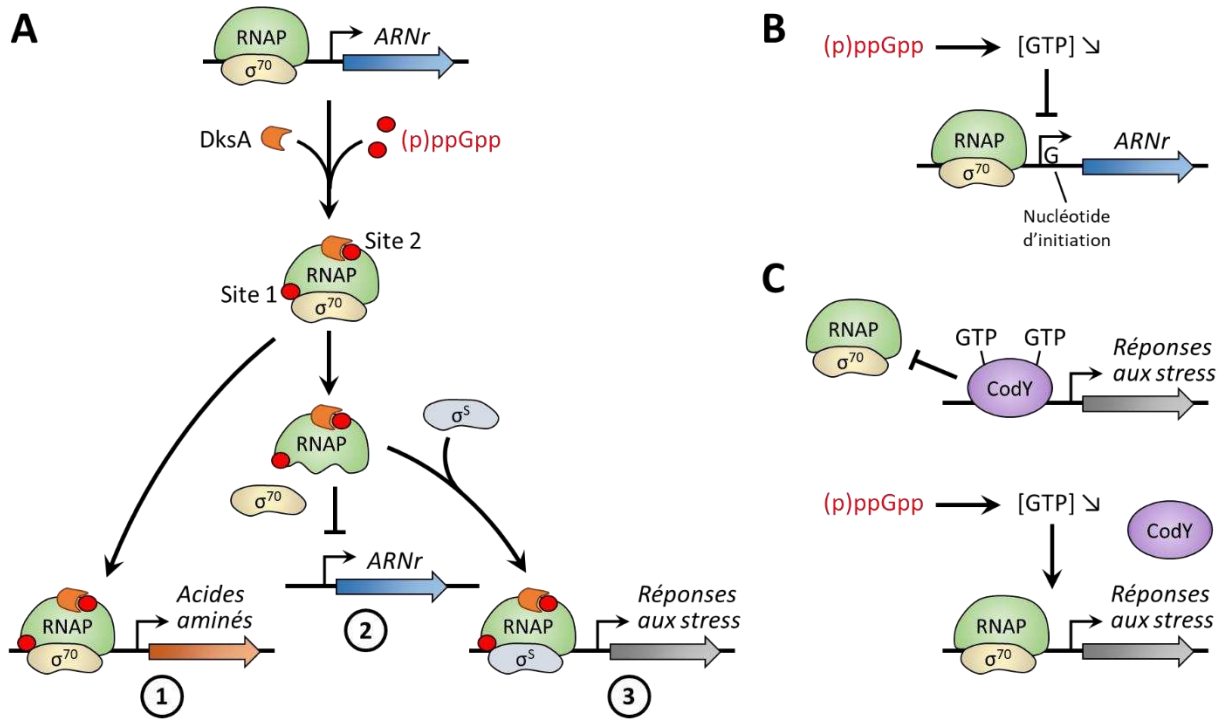 A
RNAP
σ⁷⁰
ARNr
DksA
(p)ppGpp
Site 2
RNAP
Site 1
σ⁷⁰
RNAP
σ⁷⁰
σˢ
ARNr
2
RNAP
σ⁷⁰
Acides
aminés
1
RNAP
σˢ
Réponses
aux stress
3
B
(p)ppGpp
[GTP] ↘
RNAP
σ⁷⁰
G
ARNr
Nucléotide
d’initiation
C
RNAP
σ⁷⁰
GTP GTP
CodY
Réponses
aux stress
(p)ppGpp
[GTP] ↘
CodY
RNAP
σ⁷⁰
Réponses
aux stress